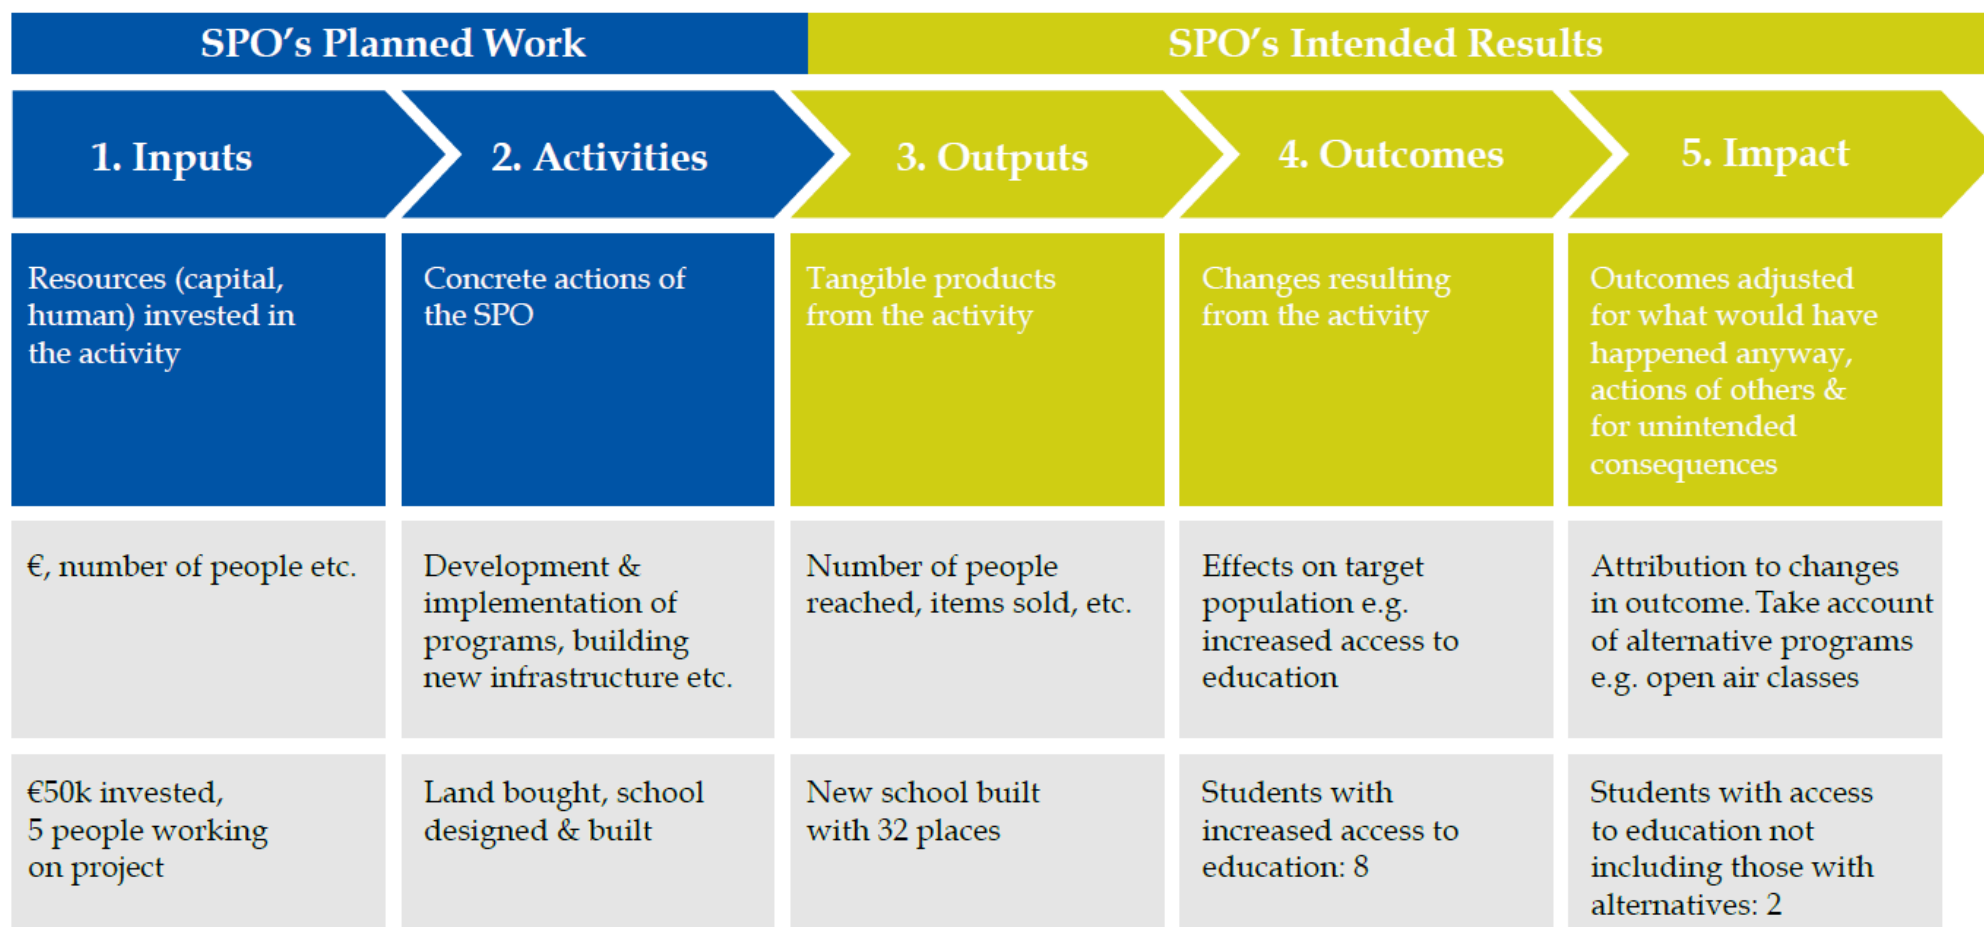 SPO’s Planned Work
SPO’s Intended Results
1. Inputs
2. Activities
3. Outputs
4. Outcomes
5. Impact
Resources (capital,
human) invested in
the activity
Concrete actions of
the SPO
Tangible products
from the activity
Changes resulting
from the activity
Outcomes adjusted
for what would have
happened anyway,
actions of others &
for unintended
consequences
€, number of people etc.
Development &
implementation of
programs, building
new infrastructure etc.
Number of people
reached, items sold, etc.
Effects on target
population e.g.
increased access to
education
Attribution to changes
in outcome. Take account
of alternative programs
e.g. open air classes
€50k invested,
5 people working
on project
Land bought, school
designed & built
New school built
with 32 places
Students with
increased access to
education: 8
Students with access
to education not
including those with
alternatives: 2